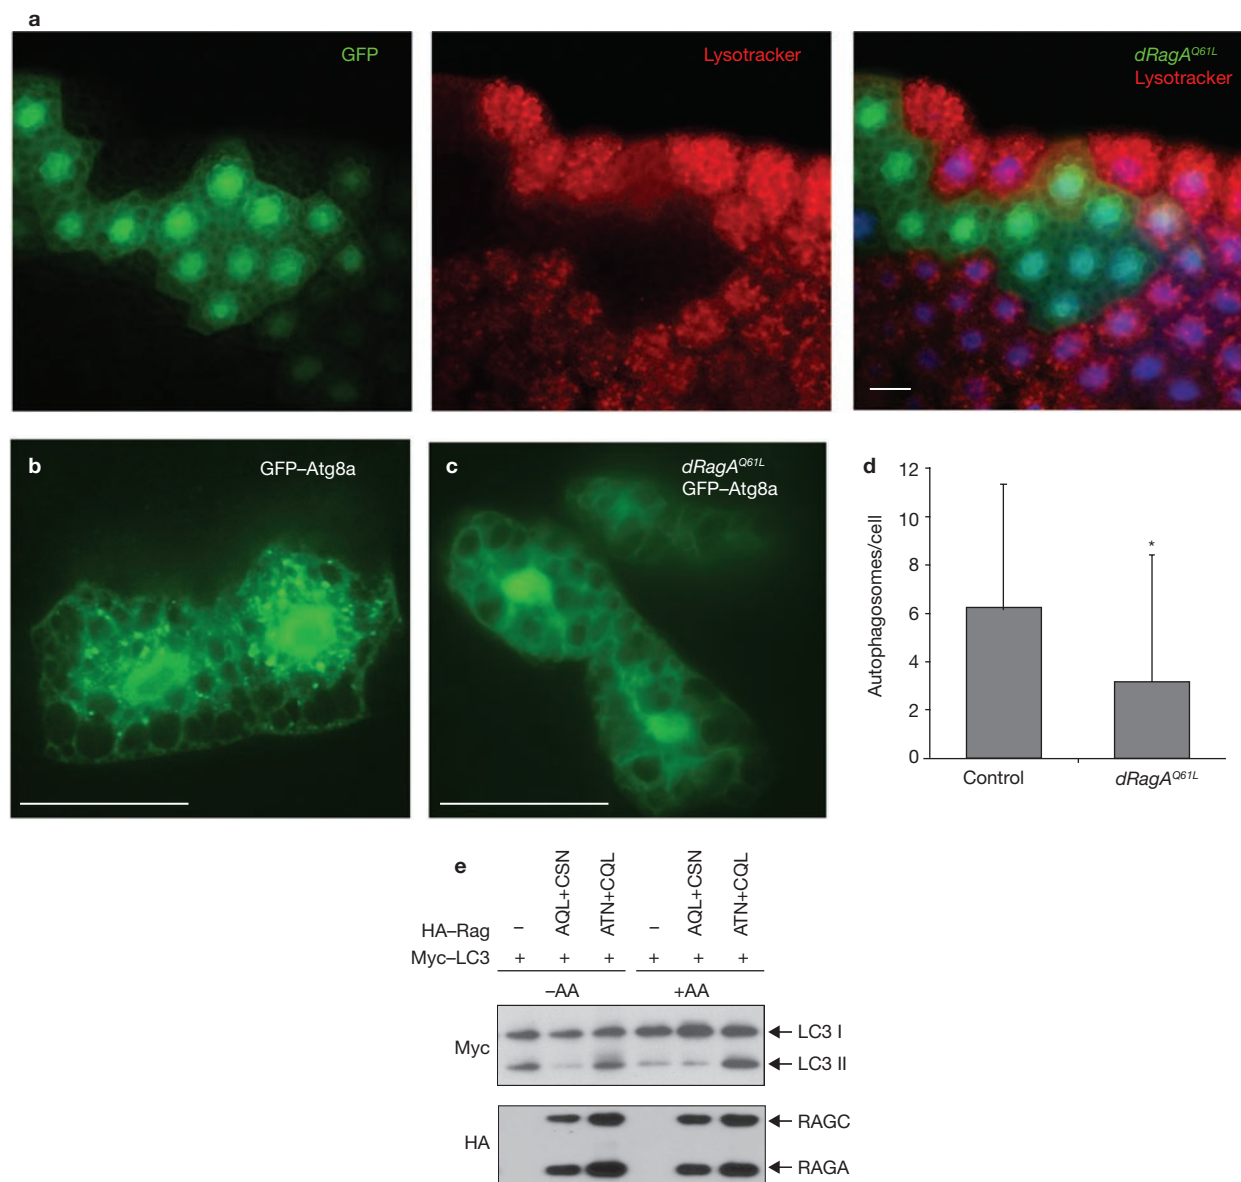 a
GFP
Lysotracker
dRagA^Q61L
Lysotracker
b
GFP–Atg8a
c
dRagA^Q61L
GFP–Atg8a
d
Autophagosomes/cell
12
10
8
6
4
2
0
*
Control
dRagA^Q61L
e
HA–Rag
–
AQL+CSN
ATN+CQL
–
AQL+CSN
ATN+CQL
Myc–LC3 + + + + + +
–AA +AA
Myc
LC3 I
LC3 II
HA
RAGC
RAGA